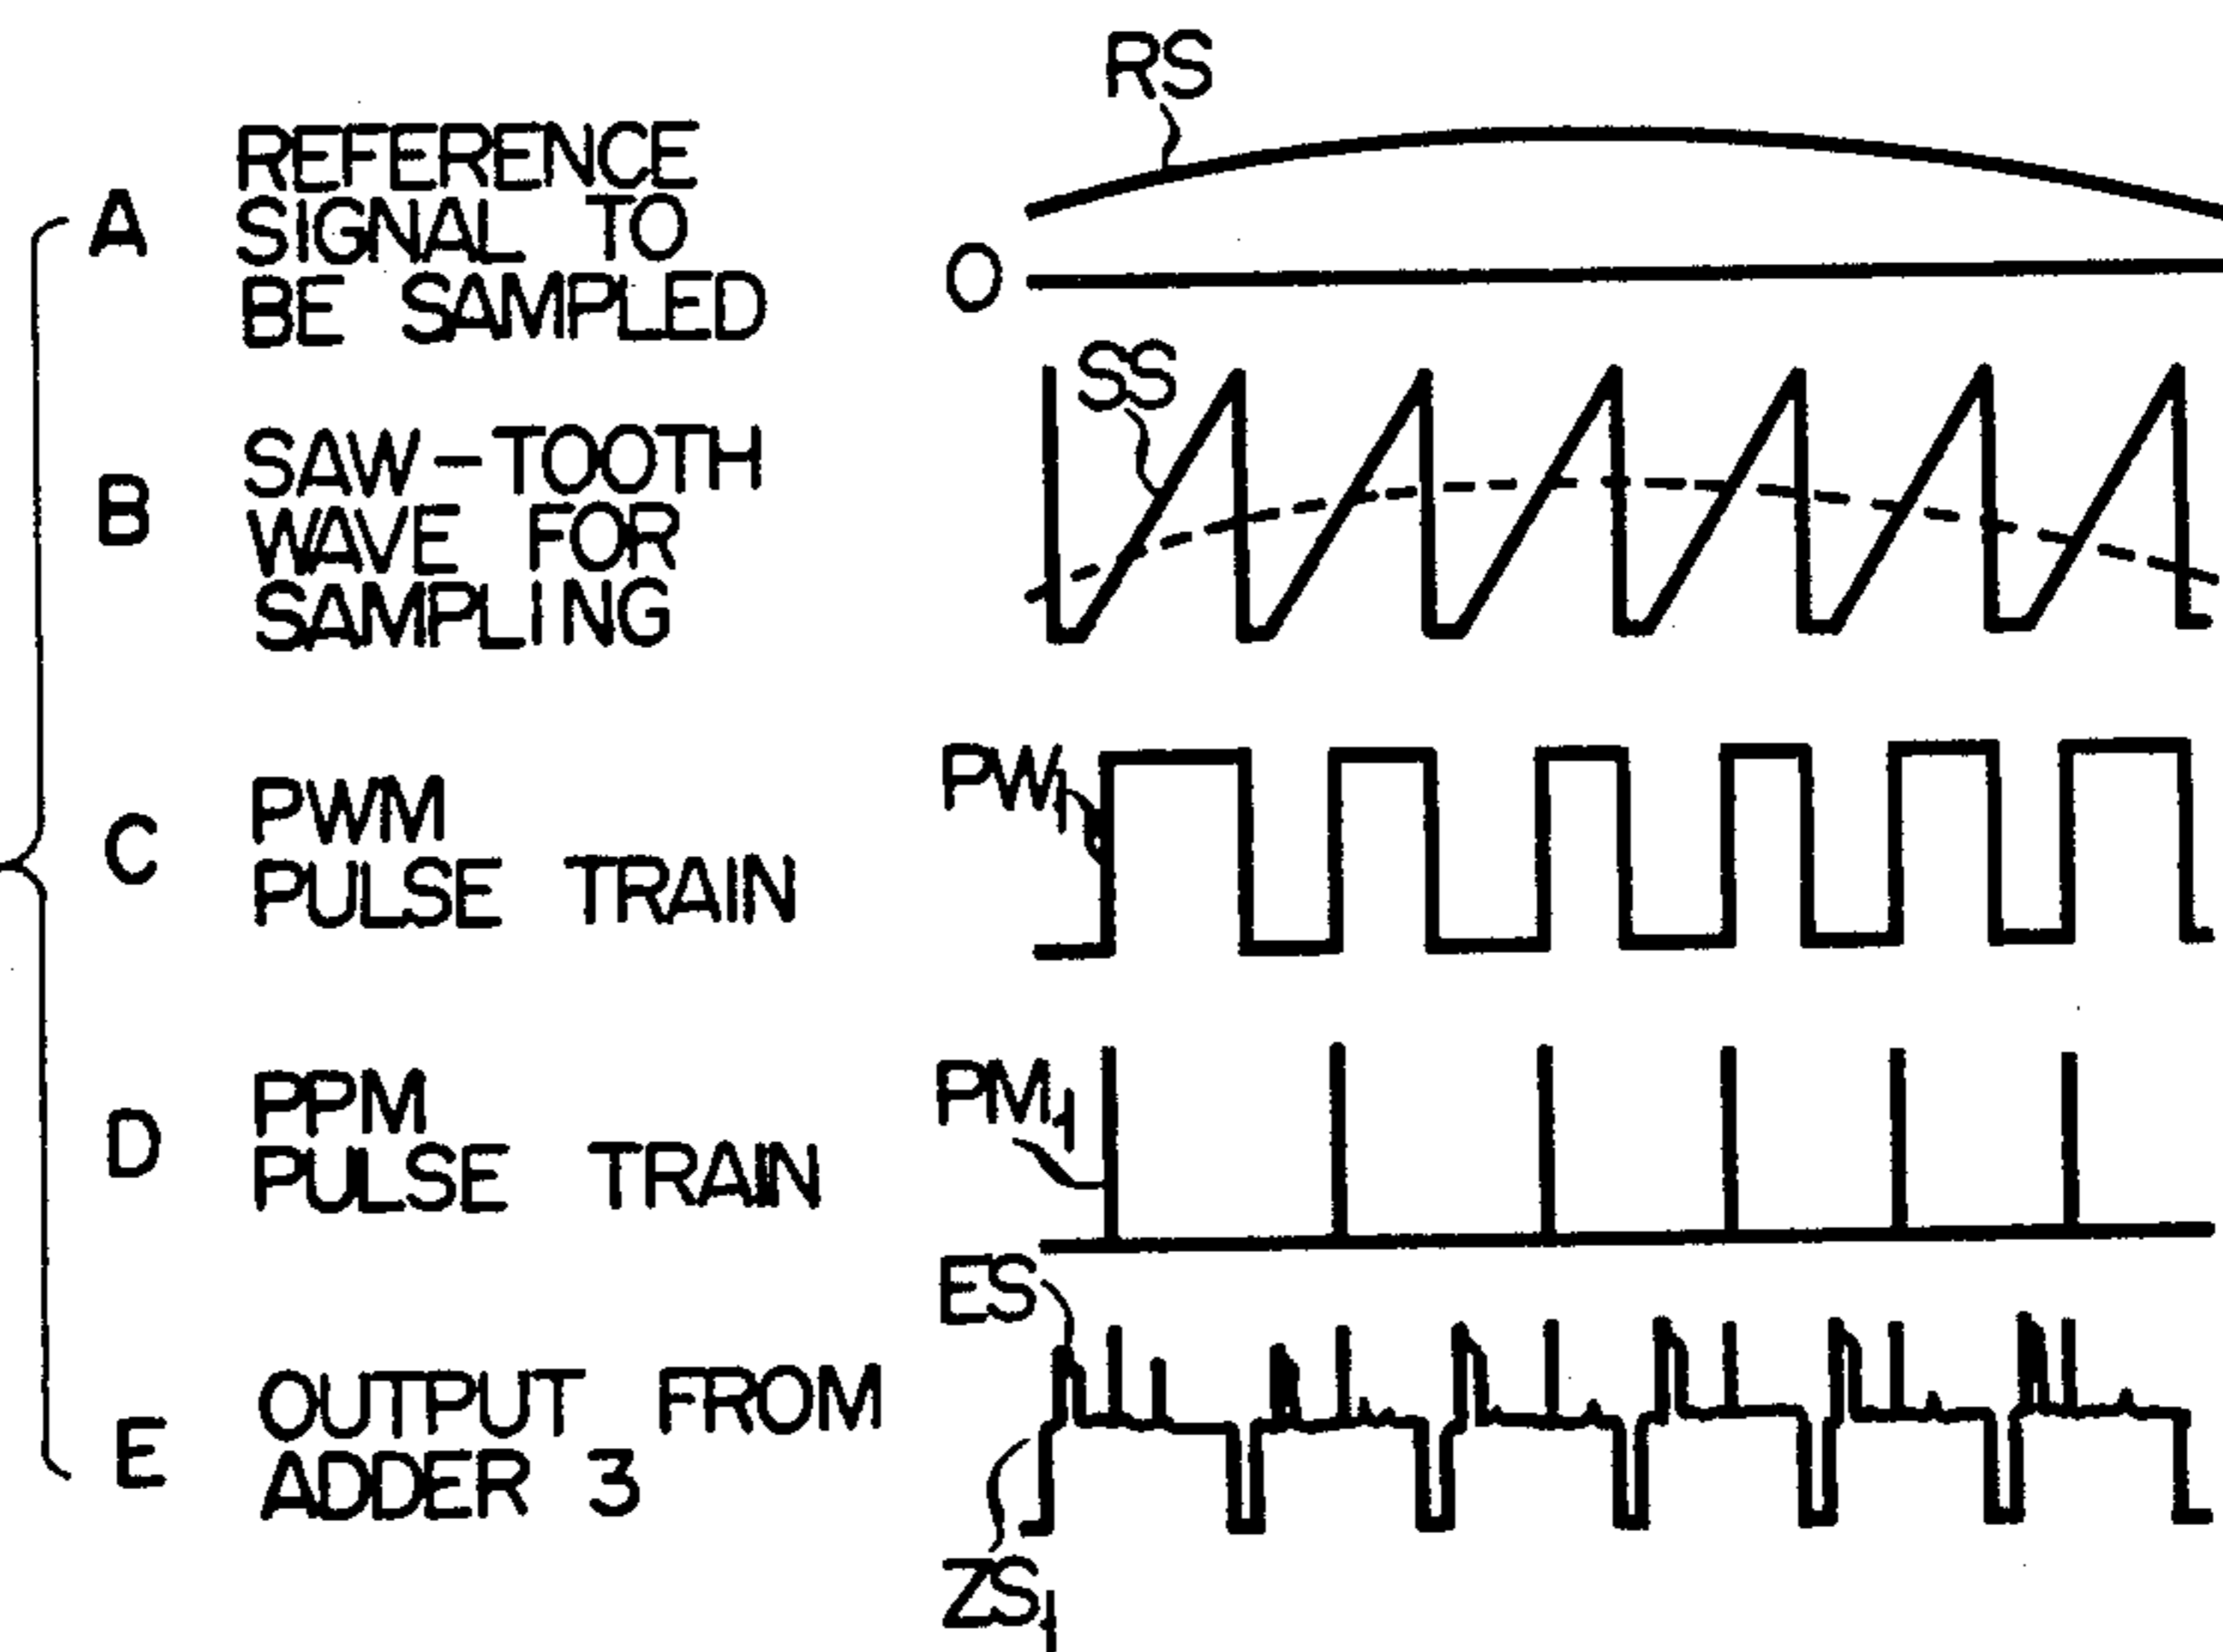 RS
A REFERENCE
SIGNAL TO
BE SAMPLED
O
SS
B SAW-TOOTH
WAVE FOR
SAMPLING
PW1
C PWM
PULSE TRAIN
PM1
D PPM
PULSE TRAIN
ES
E OUTPUT FROM
ADDER 3
ZS1